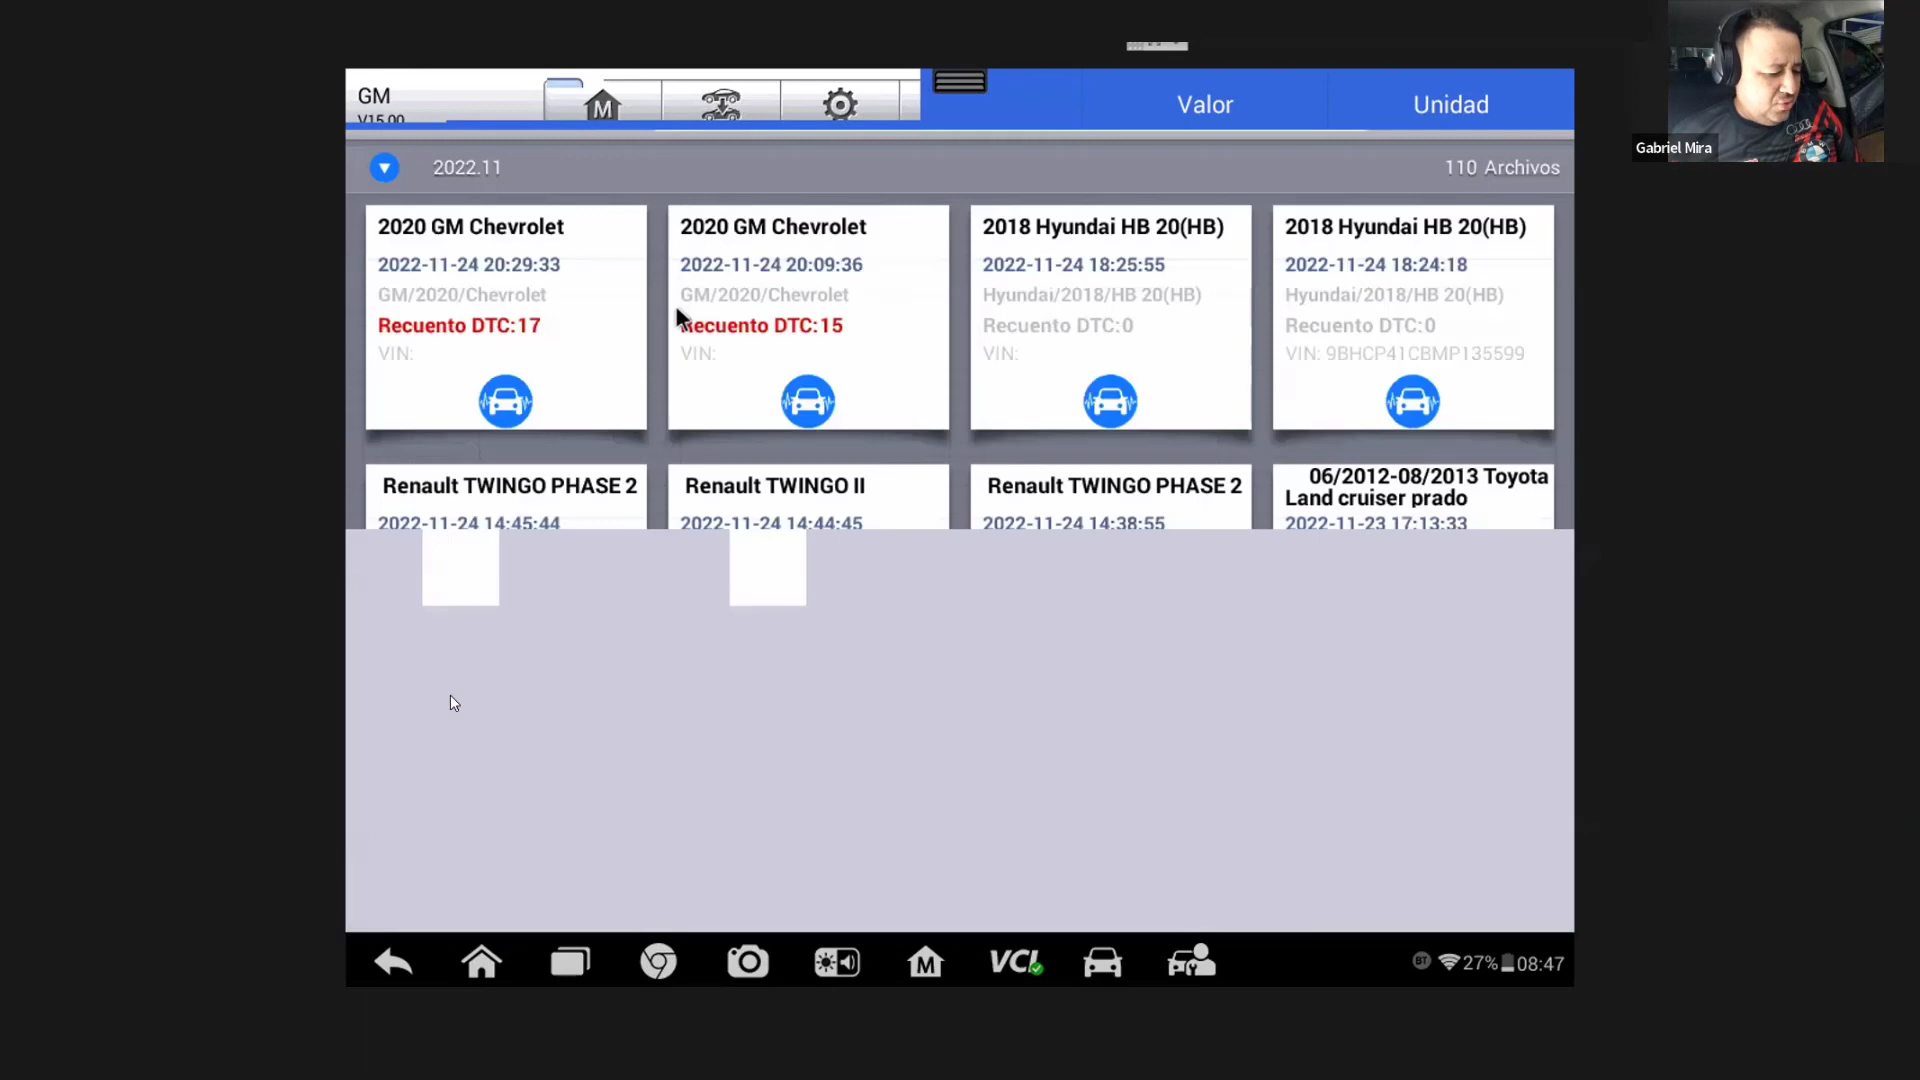 GM
V15.00
M
Valor
Unidad
2022.11
110 Archivos
2020 GM Chevrolet
2022-11-24 20:29:33
GM/2020/Chevrolet
Recuento DTC:17
VIN:
2020 GM Chevrolet
2022-11-24 20:09:36
GM/2020/Chevrolet
Recuento DTC:15
VIN:
2018 Hyundai HB 20(HB)
2022-11-24 18:25:55
Hyundai/2018/HB 20(HB)
Recuento DTC:0
VIN:
2018 Hyundai HB 20(HB)
2022-11-24 18:24:18
Hyundai/2018/HB 20(HB)
Recuento DTC:0
VIN: 9BHCP41CBMP135599
Renault TWINGO PHASE 2
2022-11-24 14:45:44
Renault TWINGO II
2022-11-24 14:44:45
Renault TWINGO PHASE 2
2022-11-24 14:38:55
06/2012-08/2013 Toyota
Land cruiser prado
2022-11-23 17:13:33
M
VCI
BT
27%
08:47
Gabriel Mira